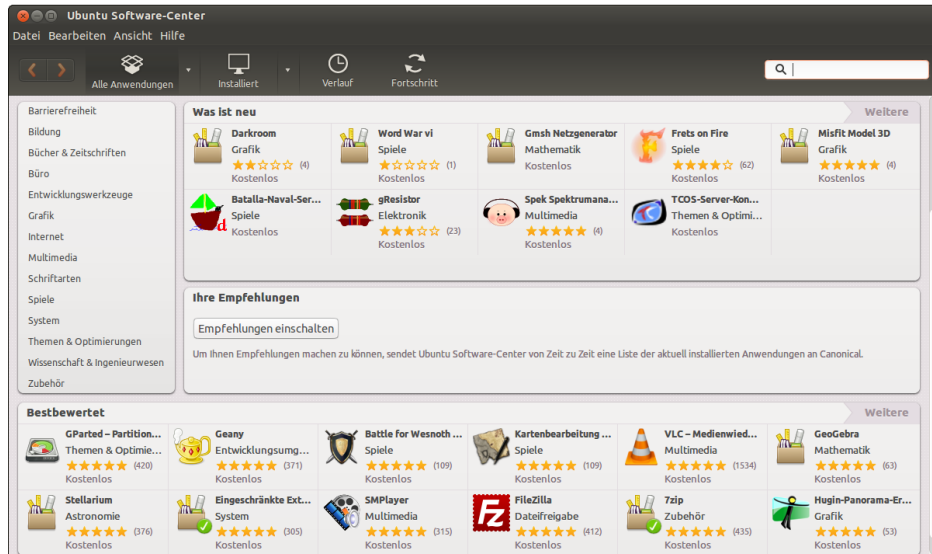 Ubuntu Software-Center
Datei Bearbeiten Ansicht Hilfe
Alle Anwendungen
Installiert
Verlauf
Fortschritt
Barrierefreiheit
Bildung
Bücher & Zeitschriften
Büro
Entwicklungswerkzeuge
Grafik
Internet
Multimedia
Schriftarten
Spiele
System
Themen & Optimierungen
Wissenschaft & Ingenieurwesen
Zubehör
Was ist neu
Weitere
Darkroom
Grafik
(4)
Kostenlos
Word War vi
Spiele
(1)
Kostenlos
Gmsh Netzgenerator
Mathematik
Kostenlos
Frets on Fire
Spiele
(62)
Kostenlos
Misfit Model 3D
Grafik
(4)
Kostenlos
Batalla-Naval-Ser...
Spiele
Kostenlos
gResistor
Elektronik
(23)
Kostenlos
Spek Spektrumana...
Multimedia
(4)
Kostenlos
TCOS-Server-Kon...
Themen & Optimi...
Kostenlos
Ihre Empfehlungen
Empfehlungen einschalten
Um Ihnen Empfehlungen machen zu können, sendet Ubuntu Software-Center von Zeit zu Zeit eine Liste der aktuell installierten Anwendungen an Canonical.
Bestbewertet
Weitere
GParted – Partition...
Themen & Optimie...
(420)
Kostenlos
Geany
Entwicklungsumg...
(371)
Kostenlos
Battle for Wesnoth ...
Spiele
(109)
Kostenlos
Kartenbearbeitung ...
Spiele
(109)
Kostenlos
VLC – Medienwied...
Multimedia
(1534)
Kostenlos
GeoGebra
Mathematik
(63)
Kostenlos
Stellarium
Astronomie
(376)
Kostenlos
Eingeschränkte Ext...
System
(305)
Kostenlos
SMPlayer
Multimedia
(315)
Kostenlos
FileZilla
Dateifreigabe
(412)
Kostenlos
7zip
Zubehör
(435)
Kostenlos
Hugin-Panorama-Er...
Grafik
(53)
Kostenlos